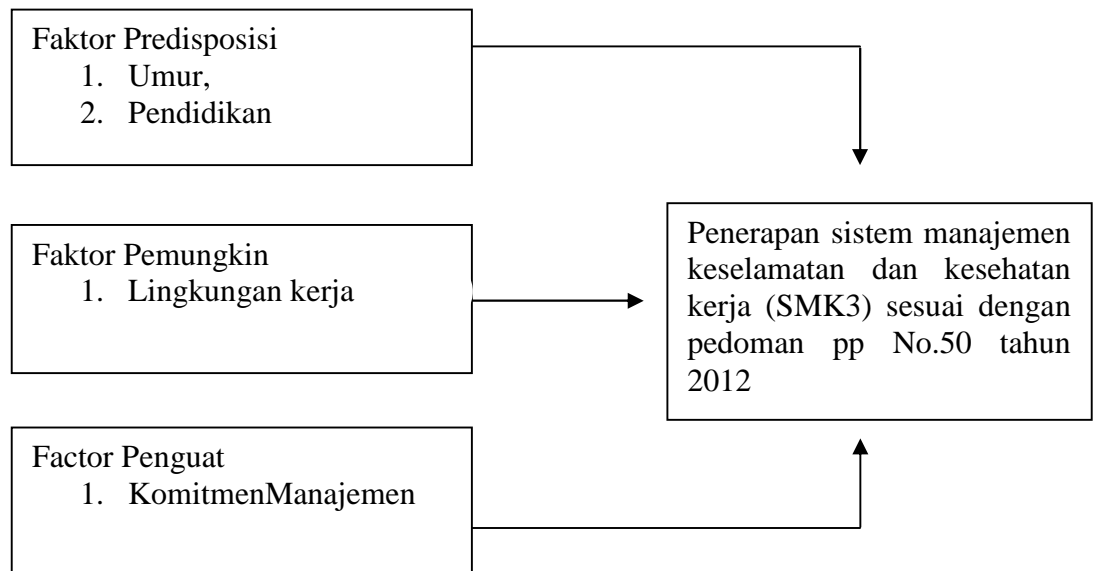 Faktor Predisposisi
1. Umur,
2. Pendidikan
Faktor Pemungkin
1. Lingkungan kerja
Penerapan sistem manajemen
keselamatan dan kesehatan
kerja (SMK3) sesuai dengan
pedoman pp No.50 tahun
2012
Factor Penguat
1. KomitmenManajemen